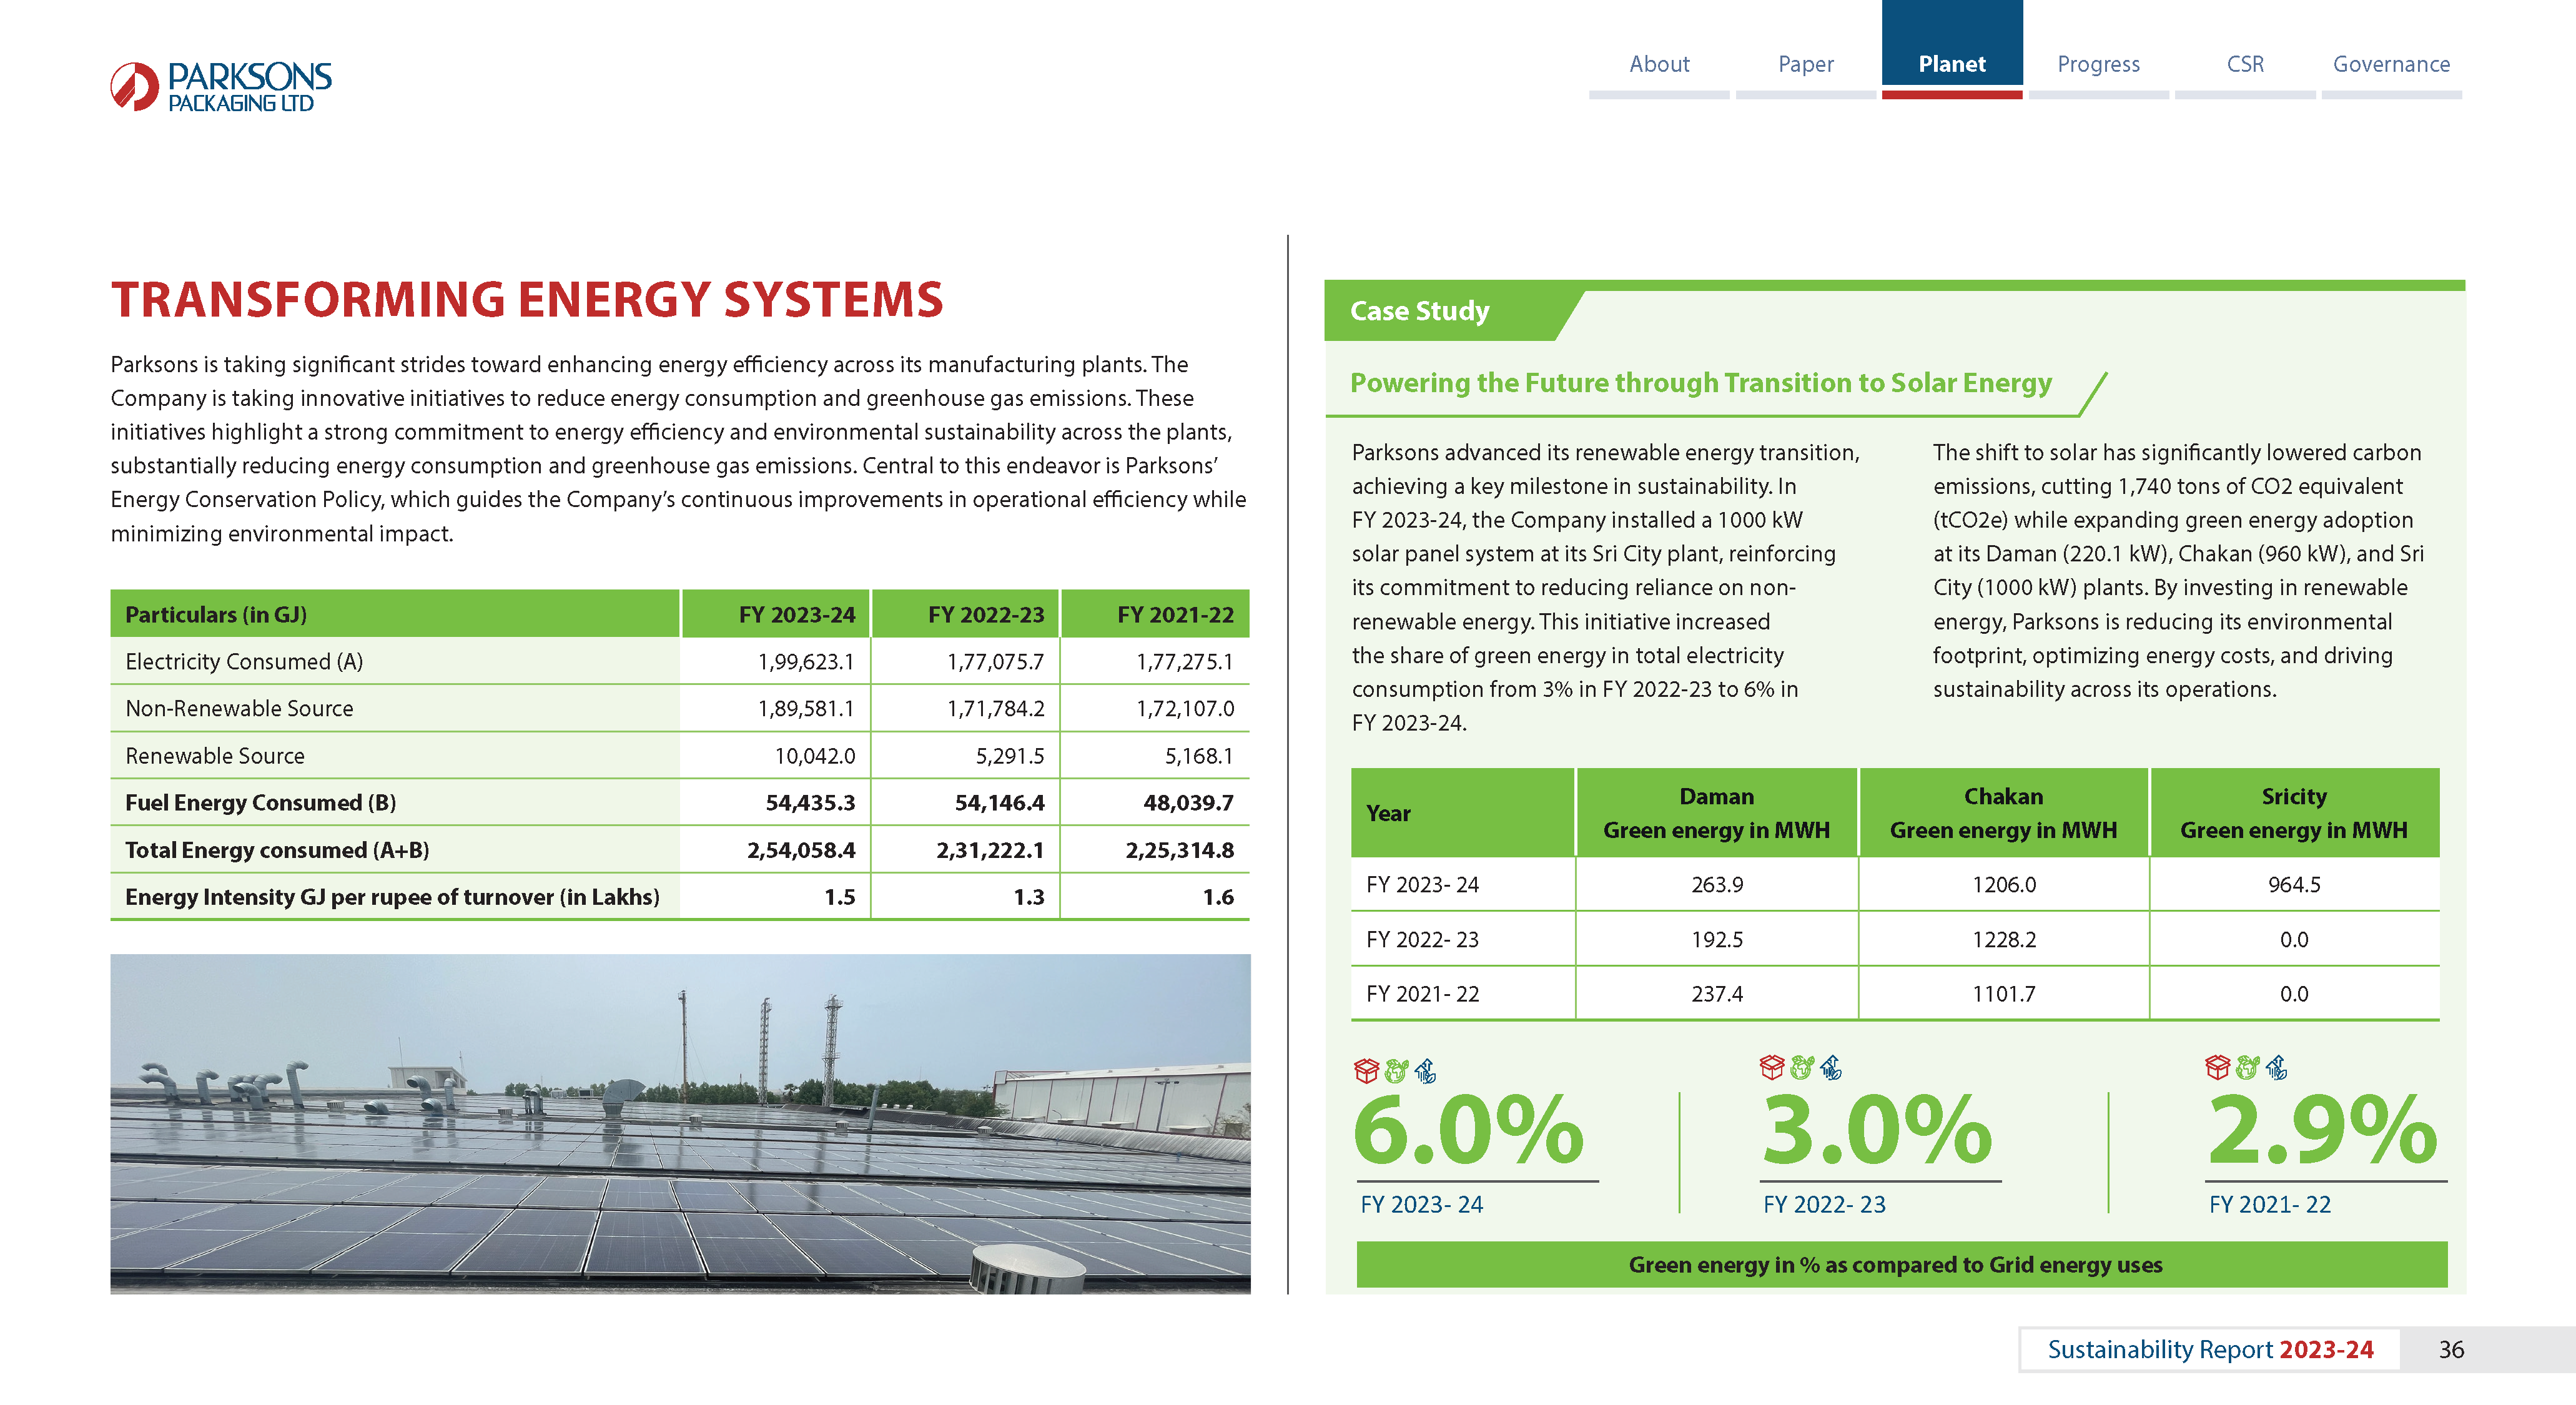 PARKSONS
PACKAGING LTD
About Paper Planet Progress CSR Governance
TRANSFORMING ENERGY SYSTEMS
Parksons is taking significant strides toward enhancing energy efficiency across its manufacturing plants. The
Company is taking innovative initiatives to reduce energy consumption and greenhouse gas emissions. These
initiatives highlight a strong commitment to energy efficiency and environmental sustainability across the plants,
substantially reducing energy consumption and greenhouse gas emissions. Central to this endeavor is Parksons’
Energy Conservation Policy, which guides the Company’s continuous improvements in operational efficiency while
minimizing environmental impact.
Particulars (in GJ) FY 2023-24 FY 2022-23 FY 2021-22
Electricity Consumed (A) 1,99,623.1 1,77,075.7 1,77,275.1
Non-Renewable Source 1,89,581.1 1,71,784.2 1,72,107.0
Renewable Source 10,042.0 5,291.5 5,168.1
Fuel Energy Consumed (B) 54,435.3 54,146.4 48,039.7
Total Energy consumed (A+B) 2,54,058.4 2,31,222.1 2,25,314.8
Energy Intensity GJ per rupee of turnover (in Lakhs) 1.5 1.3 1.6
Case Study
Powering the Future through Transition to Solar Energy
Parksons advanced its renewable energy transition,
achieving a key milestone in sustainability. In
FY 2023-24, the Company installed a 1000 kW
solar panel system at its Sri City plant, reinforcing
its commitment to reducing reliance on non-
renewable energy. This initiative increased
the share of green energy in total electricity
consumption from 3% in FY 2022-23 to 6% in
FY 2023-24.
The shift to solar has significantly lowered carbon
emissions, cutting 1,740 tons of CO2 equivalent
(tCO2e) while expanding green energy adoption
at its Daman (220.1 kW), Chakan (960 kW), and Sri
City (1000 kW) plants. By investing in renewable
energy, Parksons is reducing its environmental
footprint, optimizing energy costs, and driving
sustainability across its operations.
Year Daman Green energy in MWH Chakan Green energy in MWH Sricity Green energy in MWH
FY 2023- 24 263.9 1206.0 964.5
FY 2022- 23 192.5 1228.2 0.0
FY 2021- 22 237.4 1101.7 0.0
6.0% 3.0% 2.9%
FY 2023- 24 FY 2022- 23 FY 2021- 22
Green energy in % as compared to Grid energy uses
Sustainability Report 2023-24 36